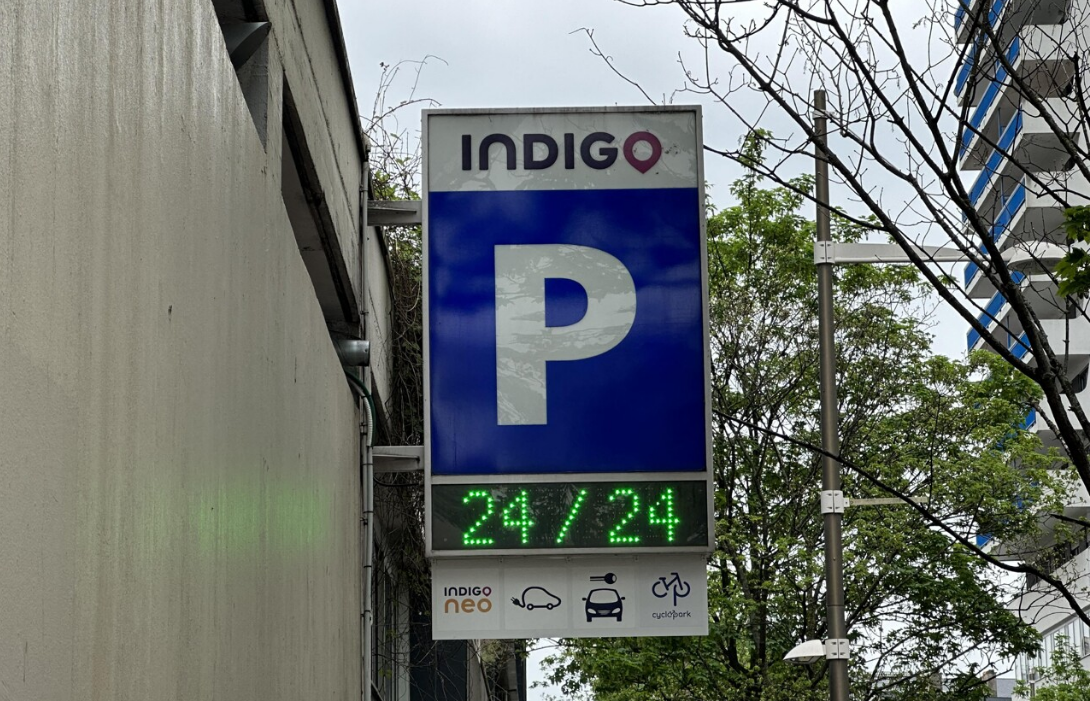 INDIGO
P
24 / 24
INDIGO
neo
cyclopark